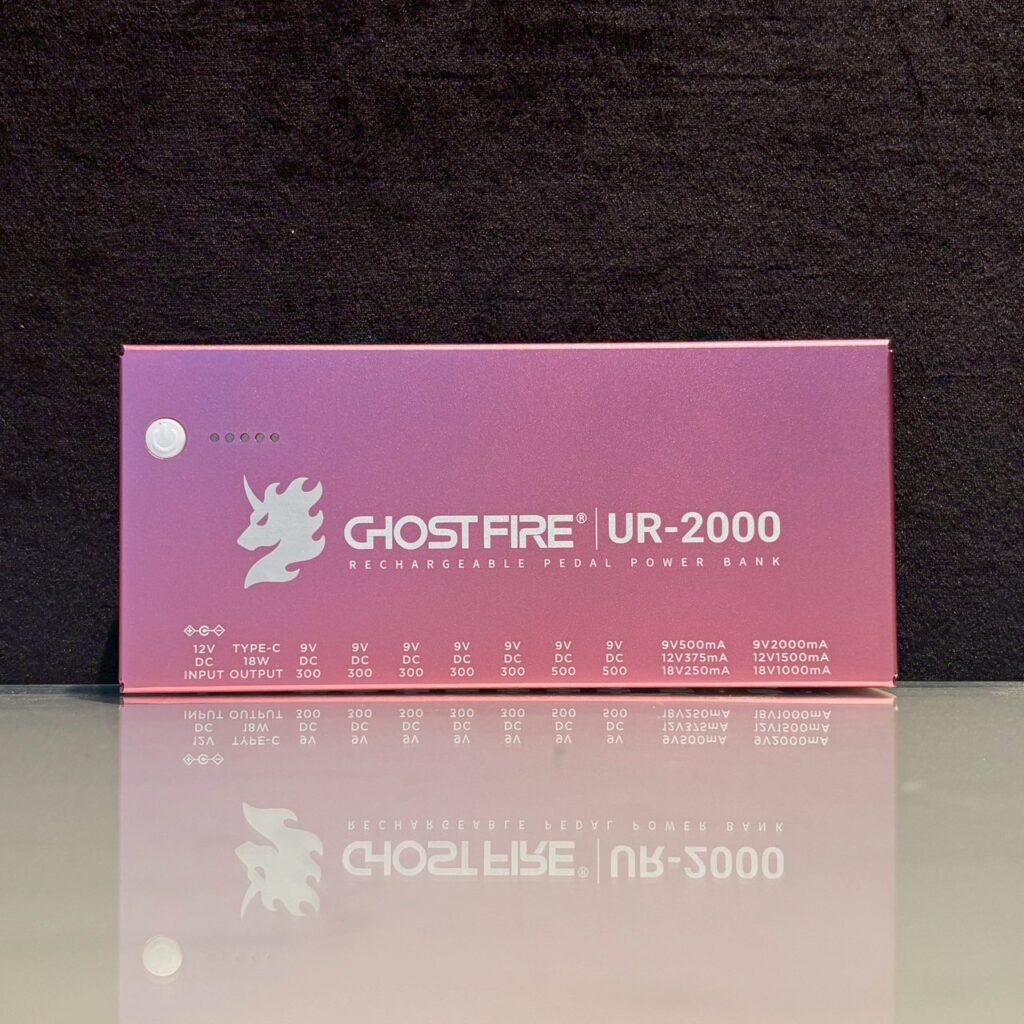 GHOSTFIRE® | UR-2000
RECHARGEABLE PEDAL POWER BANK
12V TYPE-C 9V 9V 9V 9V 9V 9V 9V 9V500mA 9V2000mA
DC 18W DC DC DC DC DC DC DC 12V375mA 12V1500mA
INPUT OUTPUT 300 300 300 300 300 500 500 18V250mA 18V1000mA